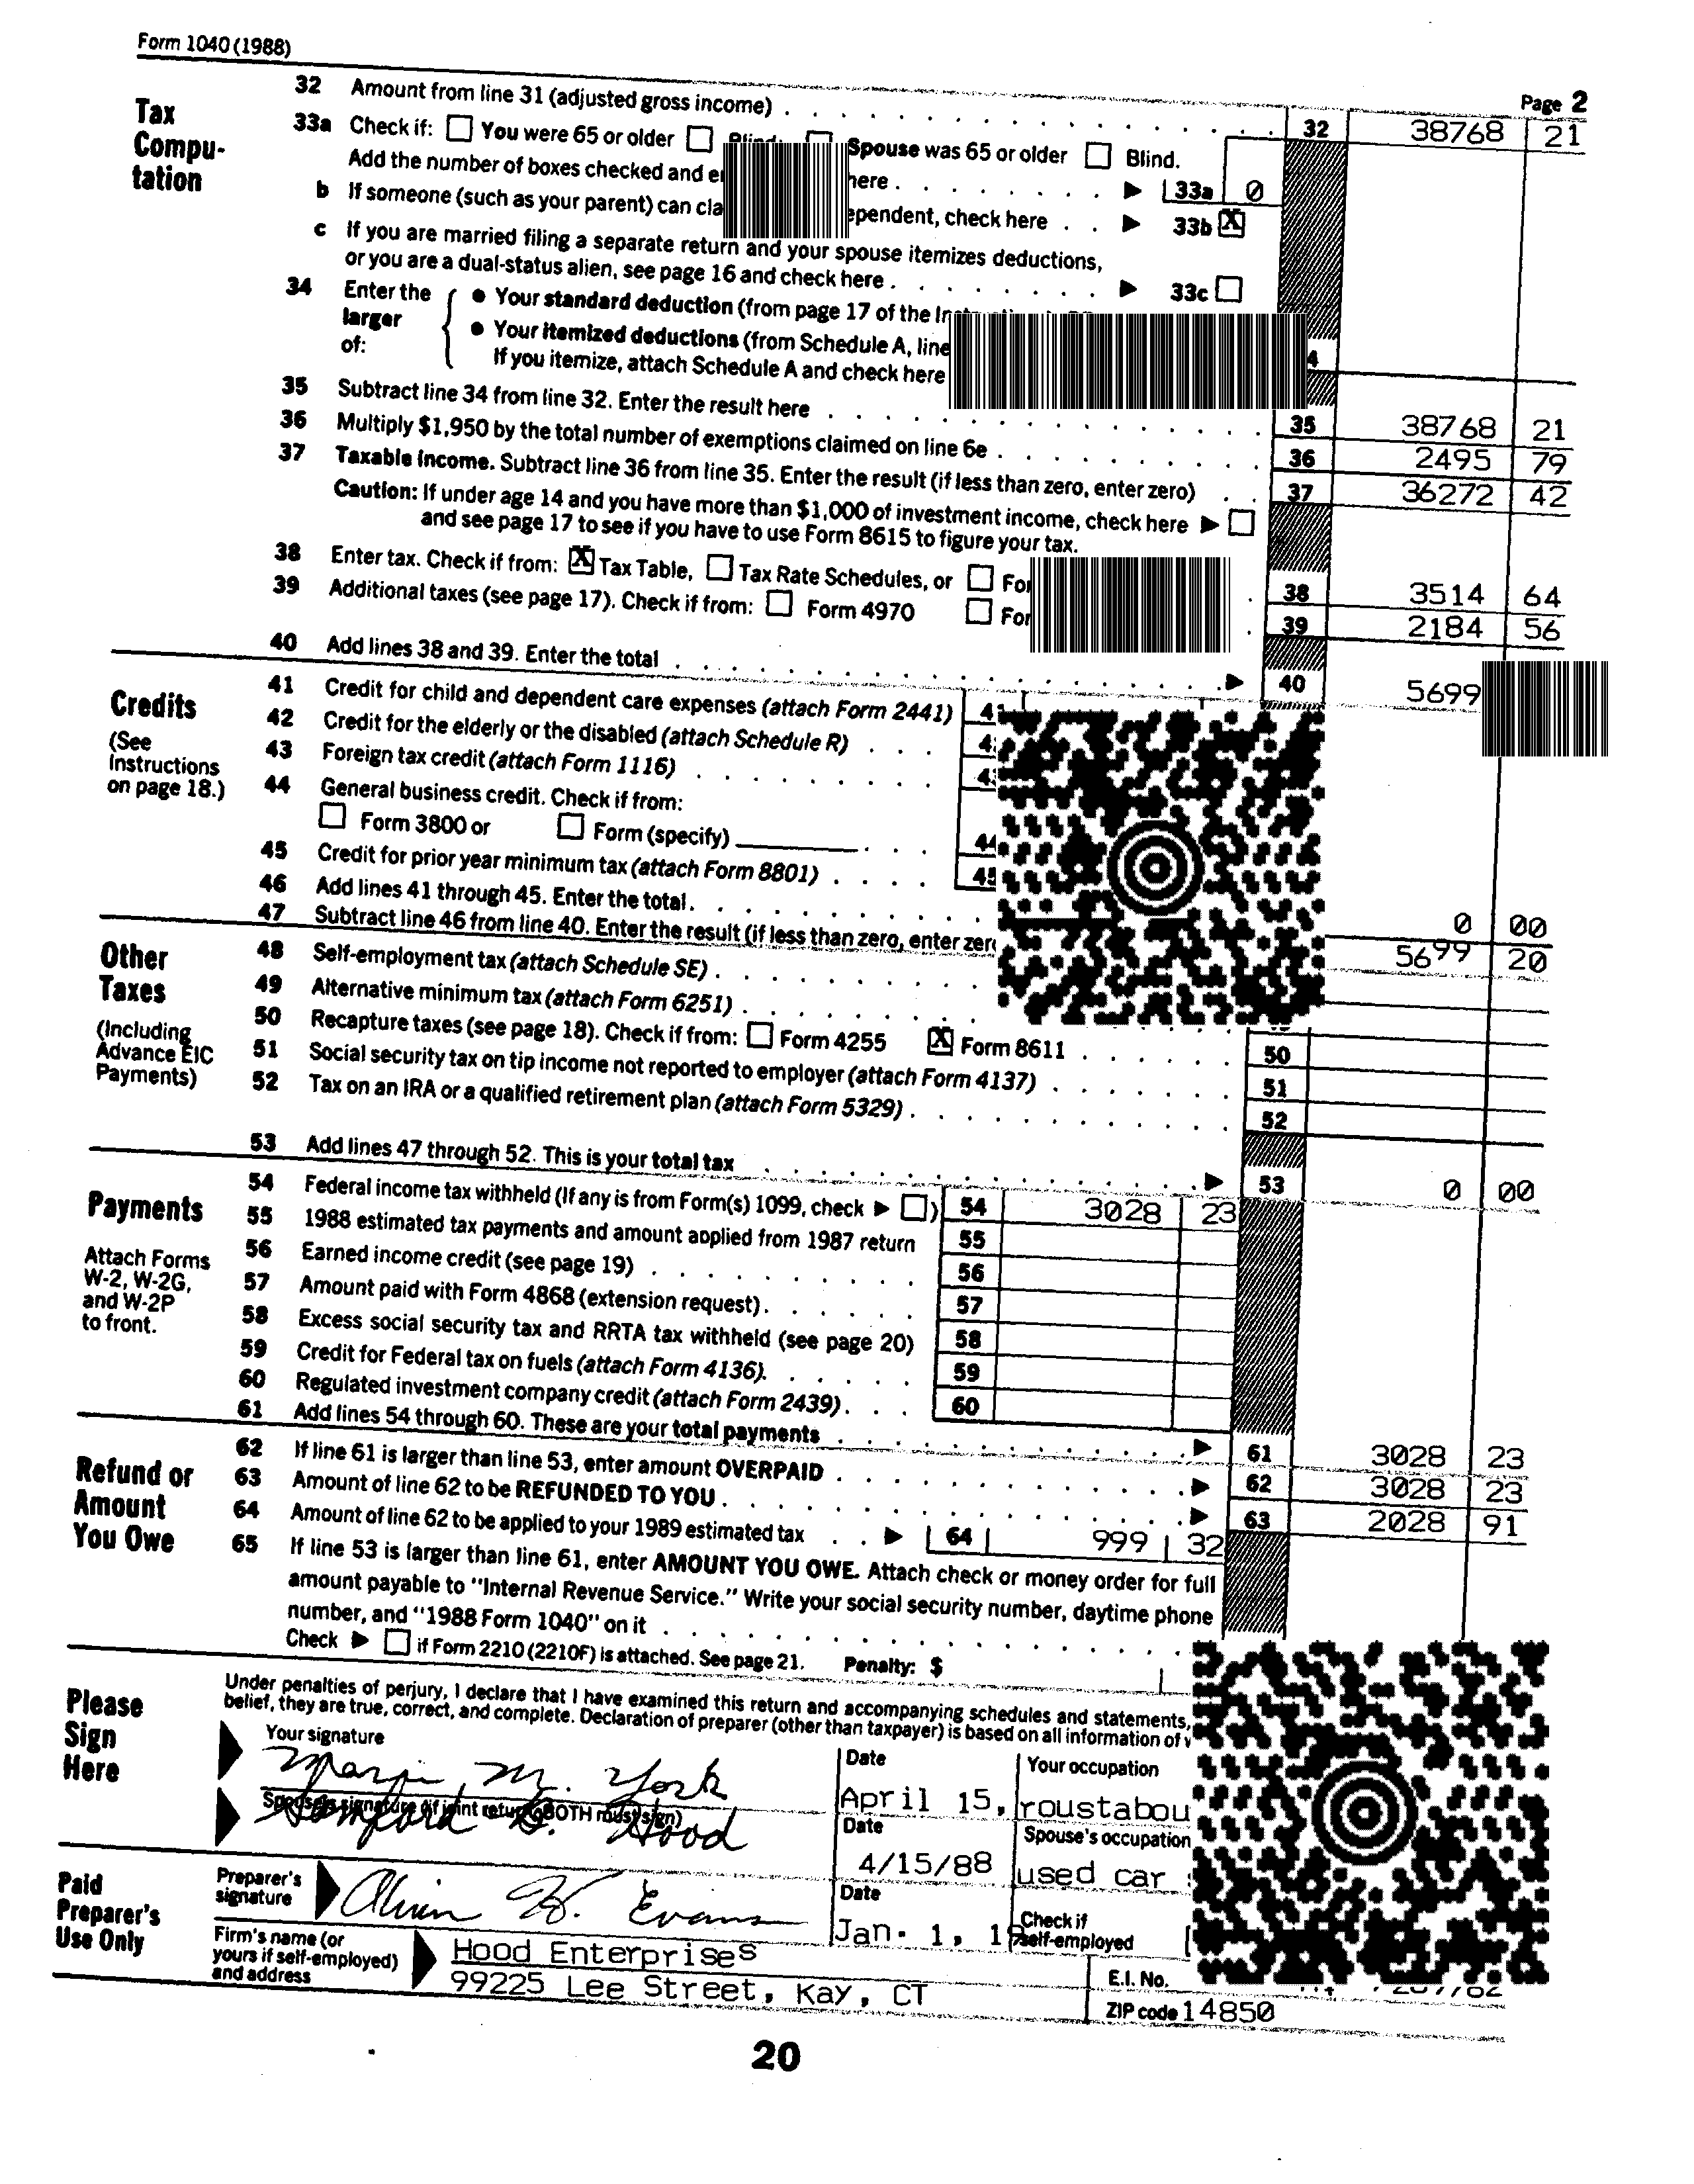 Form 1040 (1988)
Page 2
Tax Compu-tation
32 Amount from line 31 (adjusted gross income) 32 38768 21
33a Check if: You were 65 or older Blind; Spouse was 65 or older Blind.
Add the number of boxes checked and here 33a 0
b If someone (such as your parent) can dependent, check here 33b X
c If you are married filing a separate return and your spouse itemizes deductions,
or you are a dual-status alien, see page 16 and check here 33c
34 Enter the larger of:
• Your standard deduction (from page 17 of the
• Your itemized deductions (from Schedule A, line
If you itemize, attach Schedule A and check here
35 Subtract line 34 from line 32. Enter the result here 35 38768 21
36 Multiply $1,950 by the total number of exemptions claimed on line 6e 36 2495 79
37 Taxable income. Subtract line 36 from line 35. Enter the result (if less than zero, enter zero) 37 36272 42
Caution: If under age 14 and you have more than $1,000 of investment income, check here ▶
and see page 17 to see if you have to use Form 8615 to figure your tax.
38 Enter tax. Check if from: X Tax Table, Tax Rate Schedules, or 38 3514 64
39 Additional taxes (see page 17). Check if from: Form 4970 39 2184 56
40 Add lines 38 and 39. Enter the total ▶ 40 5699
Credits
(See Instructions on page 18.)
41 Credit for child and dependent care expenses (attach Form 2441)
42 Credit for the elderly or the disabled (attach Schedule R)
43 Foreign tax credit (attach Form 1116)
44 General business credit. Check if from:
Form 3800 or Form (specify) 44
45 Credit for prior year minimum tax (attach Form 8801) 45
46 Add lines 41 through 45. Enter the total. 0 00
47 Subtract line 46 from line 40. Enter the result (if less than zero, enter 5699 20
Other Taxes
(Including Advance EIC Payments)
48 Self-employment tax (attach Schedule SE)
49 Alternative minimum tax (attach Form 6251)
50 Recapture taxes (see page 18). Check if from: Form 4255 X Form 8611 50
51 Social security tax on tip income not reported to employer (attach Form 4137) 51
52 Tax on an IRA or a qualified retirement plan (attach Form 5329) 52
53 Add lines 47 through 52. This is your total tax ▶ 53 0 00
Payments
Attach Forms W-2, W-2G, and W-2P to front.
54 Federal income tax withheld (If any is from Form(s) 1099, check ▶ ) 54 3028 23
55 1988 estimated tax payments and amount applied from 1987 return 55
56 Earned income credit (see page 19) 56
57 Amount paid with Form 4868 (extension request) 57
58 Excess social security tax and RRTA tax withheld (see page 20) 58
59 Credit for Federal tax on fuels (attach Form 4136). 59
60 Regulated investment company credit (attach Form 2439) 60
61 Add lines 54 through 60. These are your total payments ▶ 61 3028 23
Refund or Amount You Owe
62 If line 61 is larger than line 53, enter amount OVERPAID ▶ 62 3028 23
63 Amount of line 62 to be REFUNDED TO YOU ▶ 63 2028 91
64 Amount of line 62 to be applied to your 1989 estimated tax ▶ 64 999 32
65 If line 53 is larger than line 61, enter AMOUNT YOU OWE. Attach check or money order for full
amount payable to "Internal Revenue Service." Write your social security number, daytime phone
number, and "1988 Form 1040" on it
Check ▶ if Form 2210 (2210F) is attached. See page 21. Penalty: $
Please Sign Here
Under penalties of perjury, I declare that I have examined this return and accompanying schedules and statements,
belief, they are true, correct, and complete. Declaration of preparer (other than taxpayer) is based on all information of
Your signature Date Your occupation
M. York April 15, roustabou
Spouse's signature (if joint return, BOTH must sign) Date Spouse's occupation
Hood 4/15/88 used car
Paid Preparer's Use Only
Preparer's signature Evans Date Jan. 1, Check if self-employed
Firm's name (or yours if self-employed) and address
Hood Enterprises E.I. No.
99225 Lee Street, Kay, CT ZIP code 14850
20